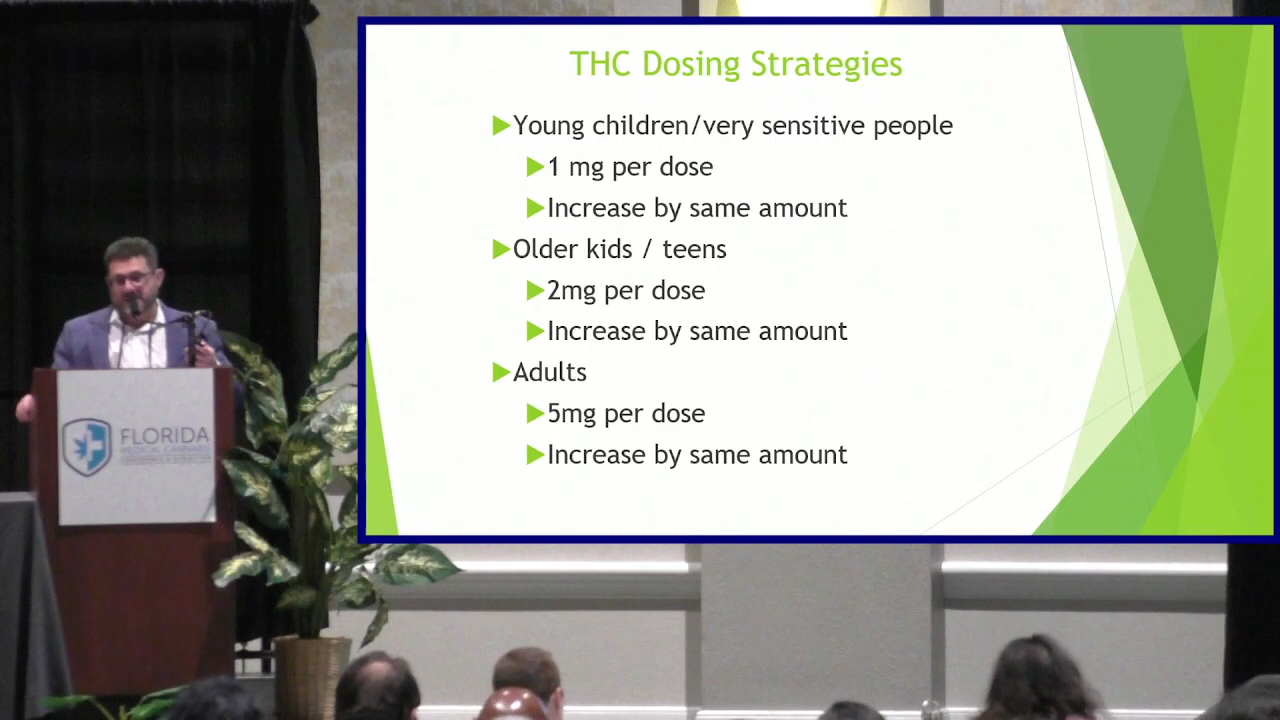 THC Dosing Strategies
Young children/very sensitive people
1 mg per dose
Increase by same amount
Older kids / teens
2mg per dose
Increase by same amount
Adults
5mg per dose
Increase by same amount
FLORIDA
MEDICAL CANNABIS